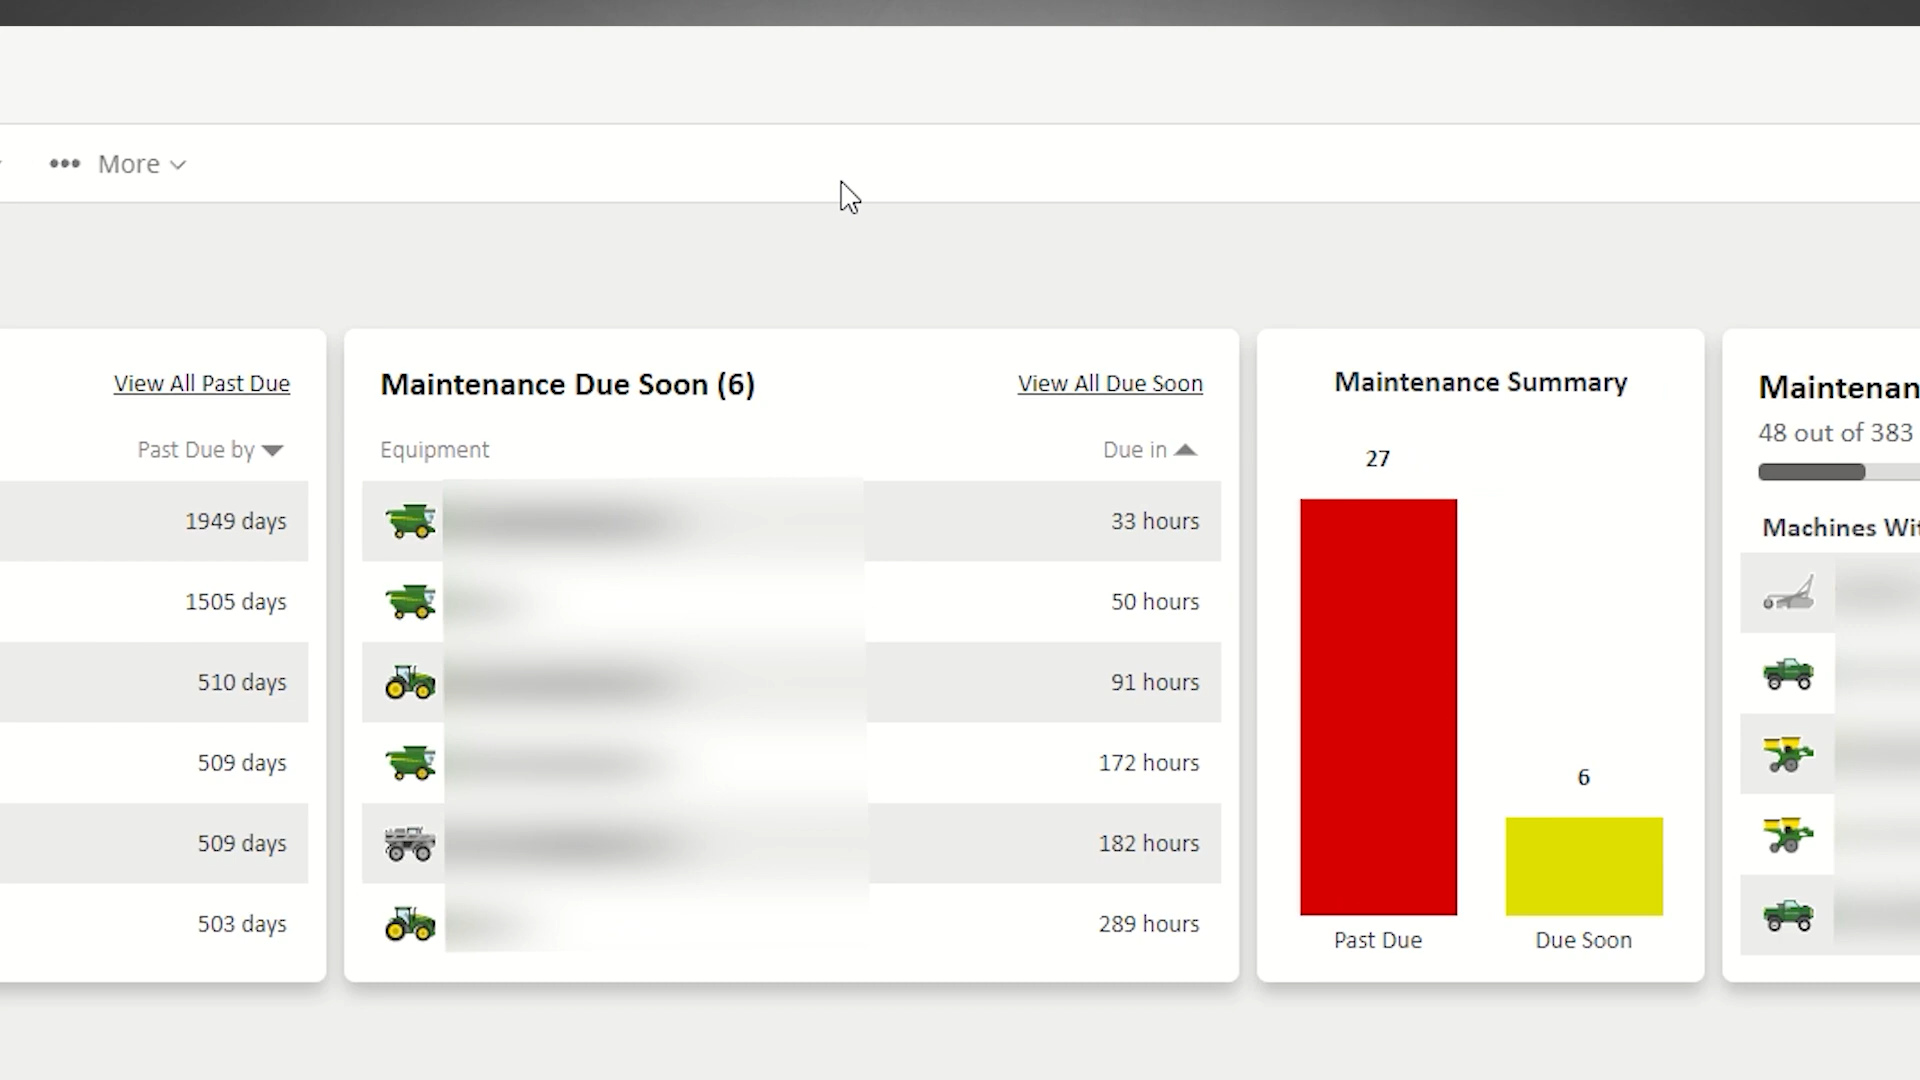 ••• More
View All Past Due
Past Due by
1949 days
1505 days
510 days
509 days
509 days
503 days
Maintenance Due Soon (6)
View All Due Soon
Equipment
Due in
33 hours
50 hours
91 hours
172 hours
182 hours
289 hours
Maintenance Summary
27
6
Past Due
Due Soon
Maintenan
48 out of 383
Machines Wit